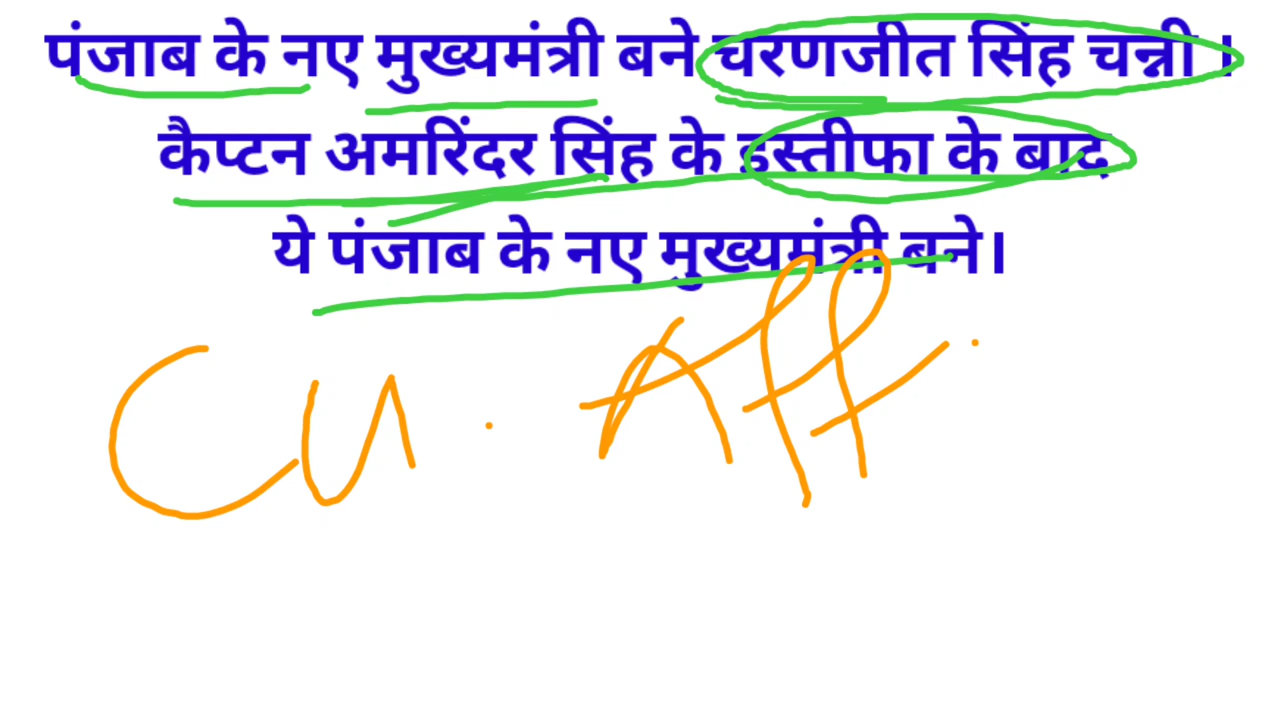 पंजाब के नए मुख्यमंत्री बने चरणजीत सिंह चन्नी ।
कैप्टन अमरिंदर सिंह के इस्तीफा के बाद
ये पंजाब के नए मुख्यमंत्री बने।
Cu. Aff.